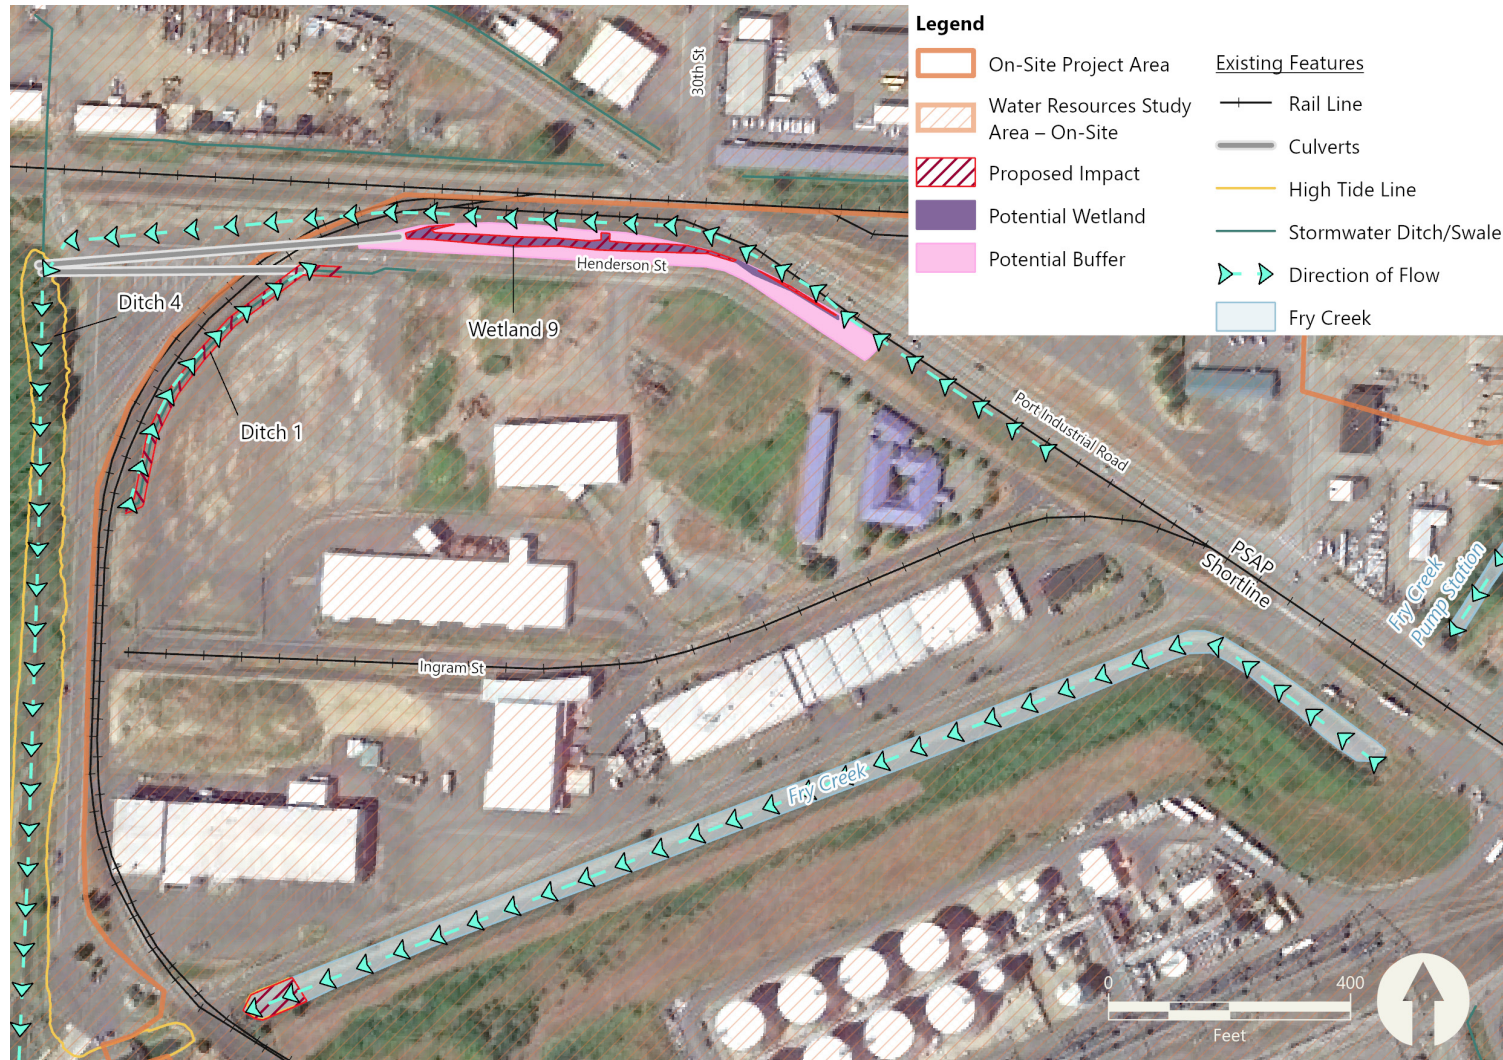 Legend
On-Site Project Area
Water Resources Study
Area – On-Site
Proposed Impact
Potential Wetland
Potential Buffer
Existing Features
Rail Line
Culverts
High Tide Line
Stormwater Ditch/Swale
Direction of Flow
Fry Creek
30th St
Henderson St
Ditch 4
Wetland 9
Ditch 1
Port Industrial Road
PSAP
Shortline
Fry Creek
Pump Station
Ingram St
Fry Creek
0
400
Feet